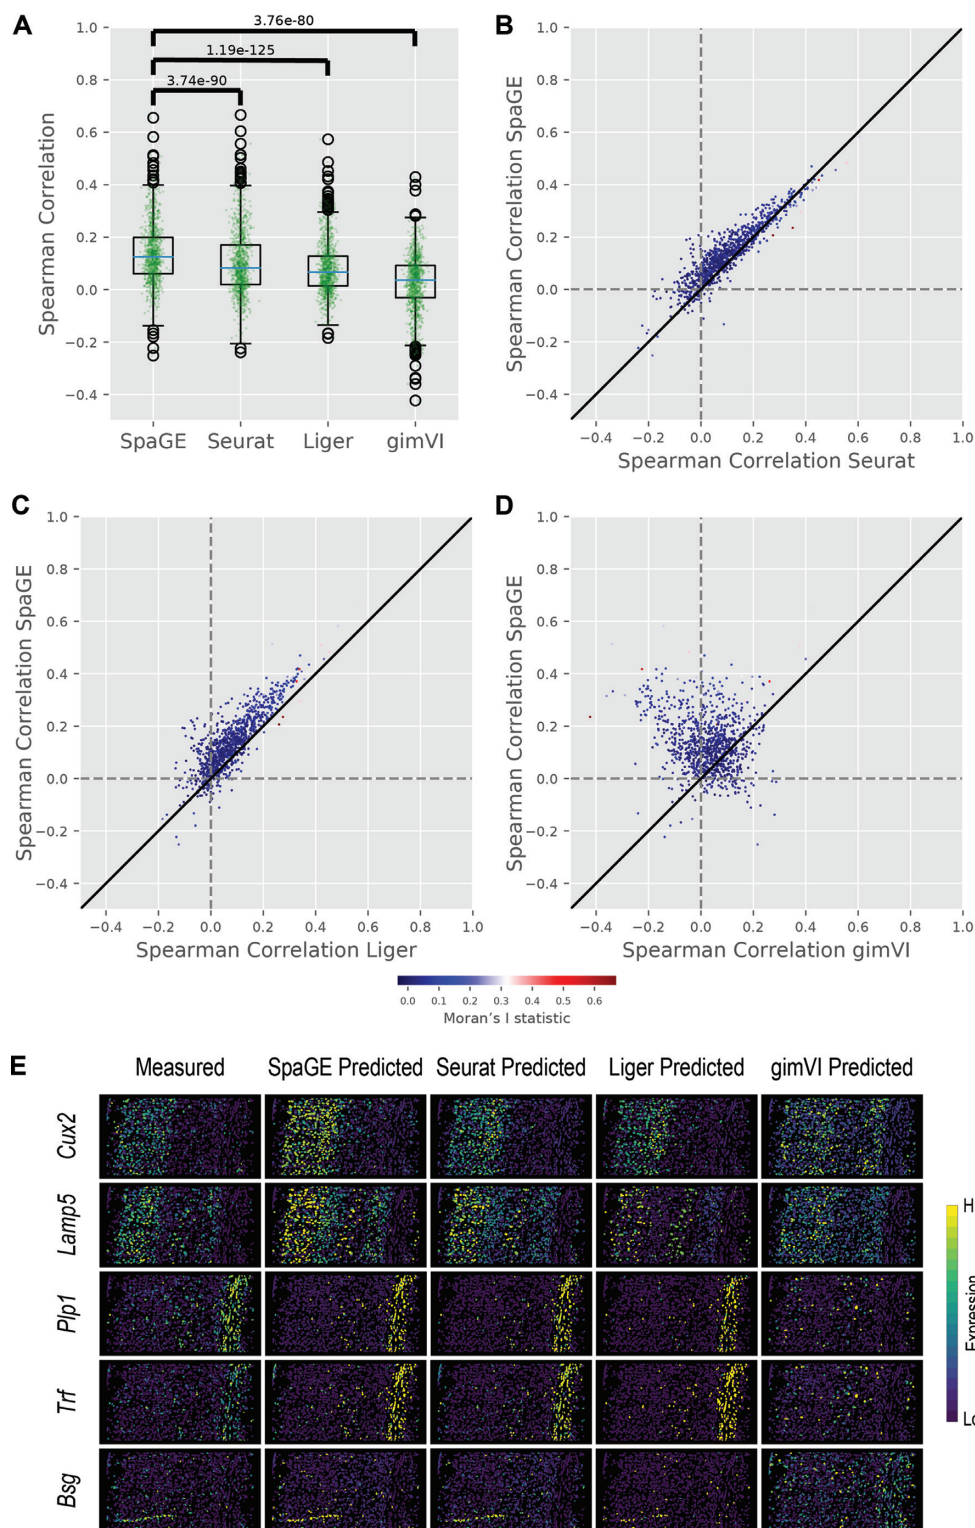 A
3.76e-80
1.19e-125
3.74e-90
1.0
0.8
0.6
0.4
0.2
0.0
−0.2
−0.4
Spearman Correlation
SpaGE Seurat Liger gimVI
B
1.0
0.8
0.6
0.4
0.2
0.0
−0.2
−0.4
Spearman Correlation SpaGE
−0.4 −0.2 0.0 0.2 0.4 0.6 0.8 1.0
Spearman Correlation Seurat
C
1.0
0.8
0.6
0.4
0.2
0.0
−0.2
−0.4
Spearman Correlation SpaGE
−0.4 −0.2 0.0 0.2 0.4 0.6 0.8 1.0
Spearman Correlation Liger
D
1.0
0.8
0.6
0.4
0.2
0.0
−0.2
−0.4
Spearman Correlation SpaGE
−0.4 −0.2 0.0 0.2 0.4 0.6 0.8 1.0
Spearman Correlation gimVI
0.0 0.1 0.2 0.3 0.4 0.5 0.6
Moran's I statistic
E
Measured SpaGE Predicted Seurat Predicted Liger Predicted gimVI Predicted
Cux2
Lamp5
Plp1
Trf
Bsg
H
Expression
Lo